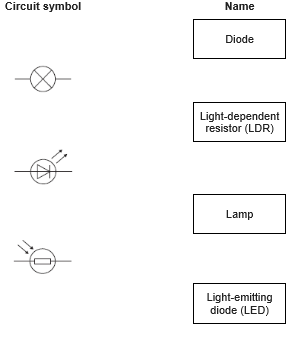 Circuit symbol Name
Diode
Light-dependent
resistor (LDR)
Lamp
Light-emitting
diode (LED)